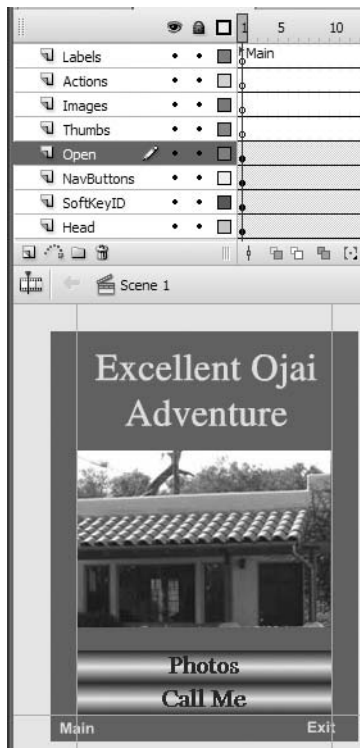 1 5 10
Labels Main
Actions
Images
Thumbs
Open
NavButtons
SoftKeyID
Head
Scene 1
Excellent Ojai
Adventure
Photos
Call Me
Main Exit